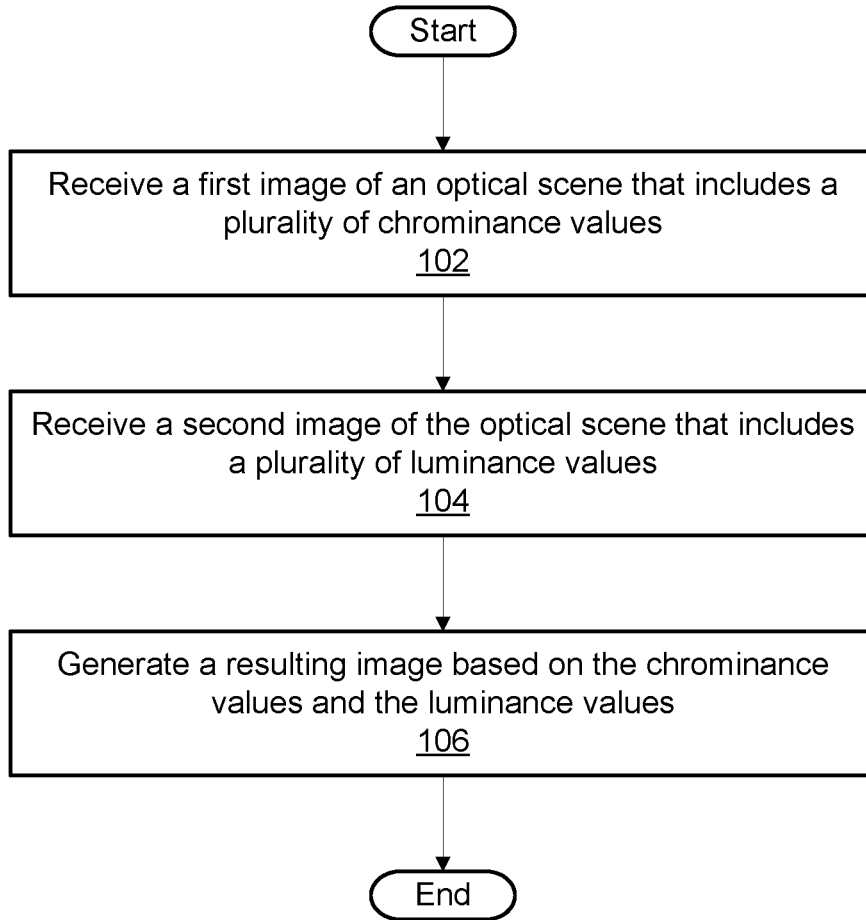 Start
Receive a first image of an optical scene that includes a
plurality of chrominance values
102
Receive a second image of the optical scene that includes
a plurality of luminance values
104
Generate a resulting image based on the chrominance
values and the luminance values
106
End